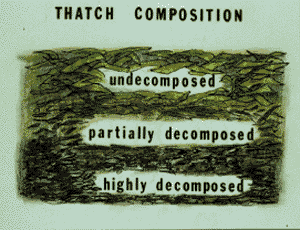 THATCH COMPOSITION
undecomposed
partially decomposed
highly decomposed